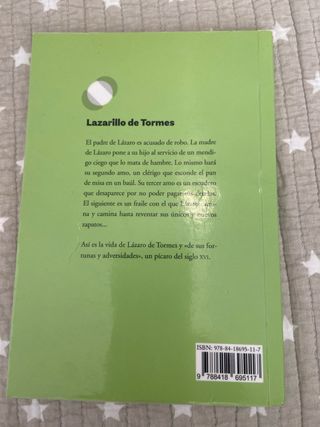 Lazarillo de Tormes
El padre de Lázaro es acusado de robo. La madre
de Lázaro pone a su hijo al servicio de un mendi-
go ciego que lo mata de hambre. Lo mismo hará
su segundo amo, un clérigo que esconde el pan
de misa en un baúl. Su tercer amo es un escudero
que desaparece por no poder pagar sus deudas.
El siguiente es un fraile con el que Lázaro
na y camina hasta reventar sus únicos y nuevos
zapatos...
Así es la vida de Lázaro de Tormes y «de sus for-
tunas y adversidades», un pícaro del siglo XVI.
ISBN: 978-84-18695-11-7
9 788418 695117